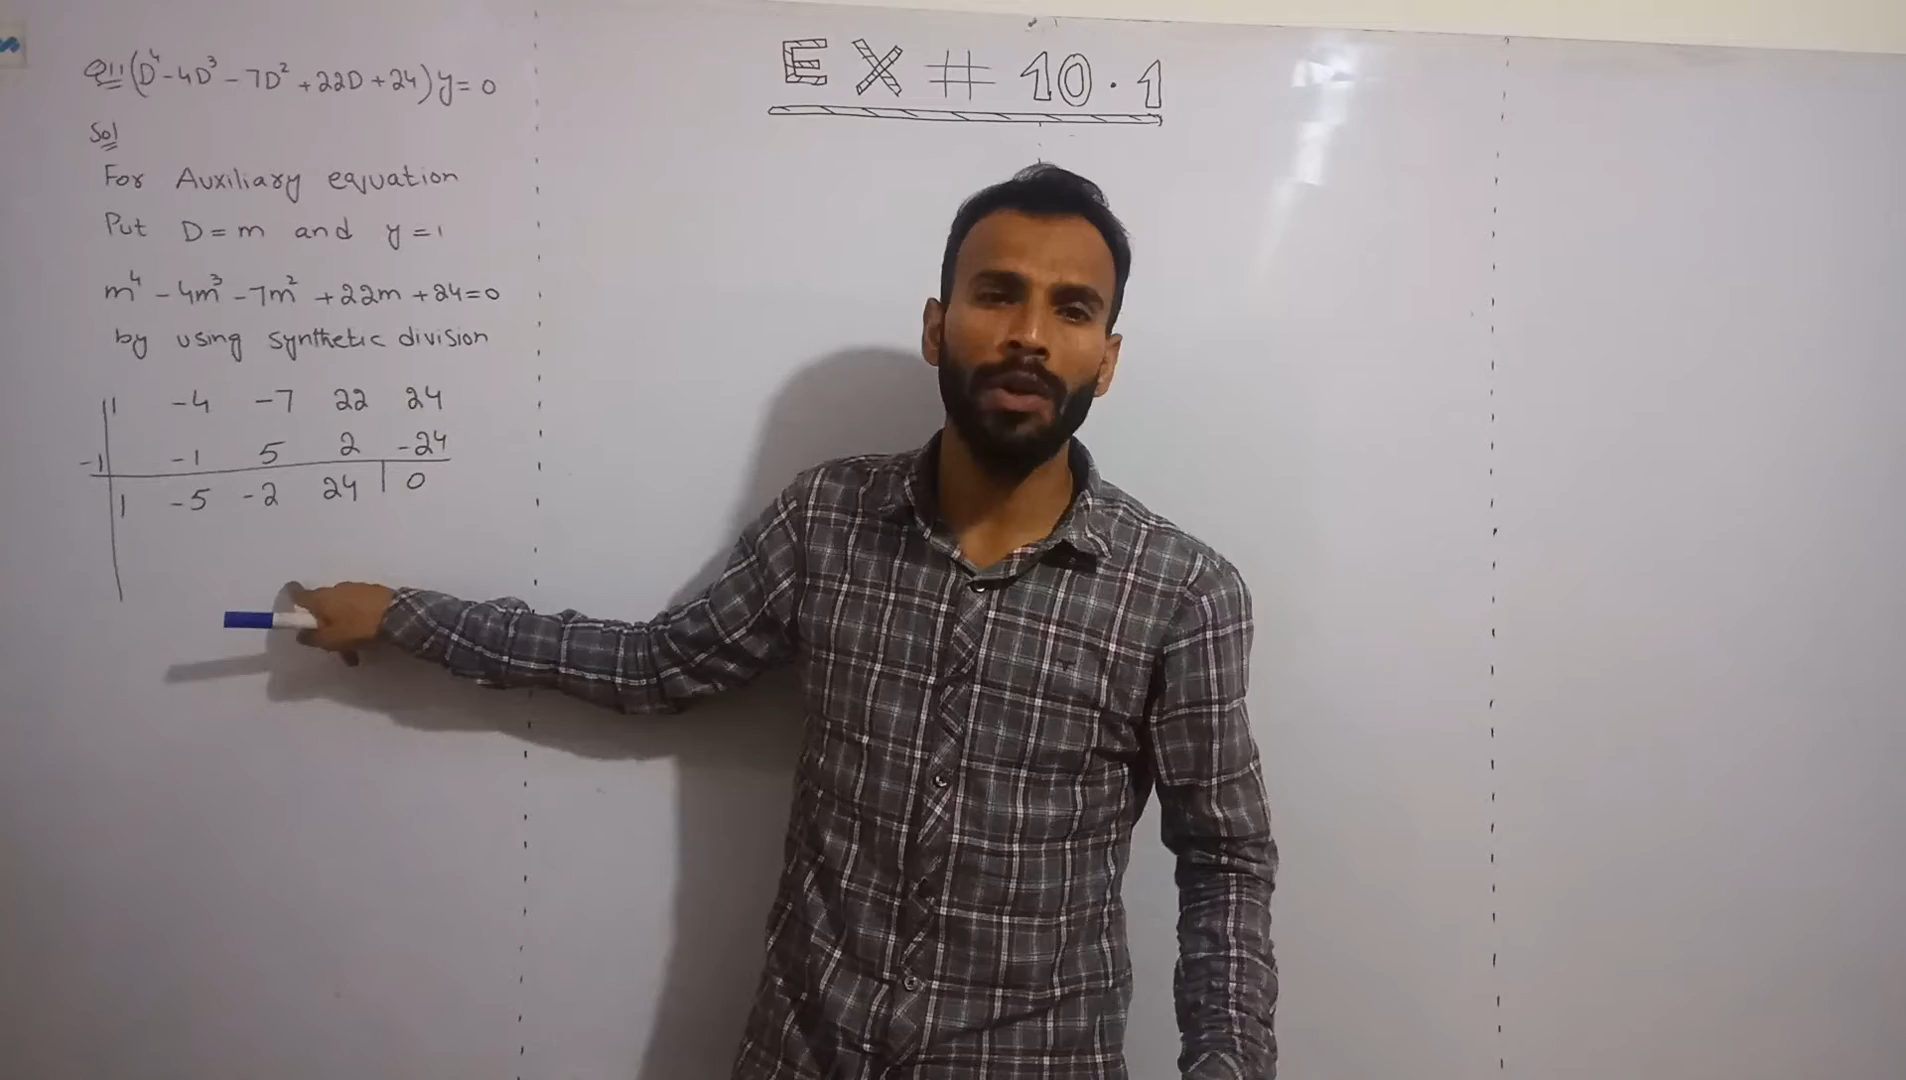 EX # 10.1
Q11 (D⁴ - 4D³ - 7D² + 22D + 24) y = 0
Sol
For Auxiliary equation
Put D = m and y = 1
m⁴ - 4m³ - 7m² + 22m + 24 = 0
by using synthetic division
1 -4 -7 22 24
-1 -1 5 2 -24
1 -5 -2 24 0